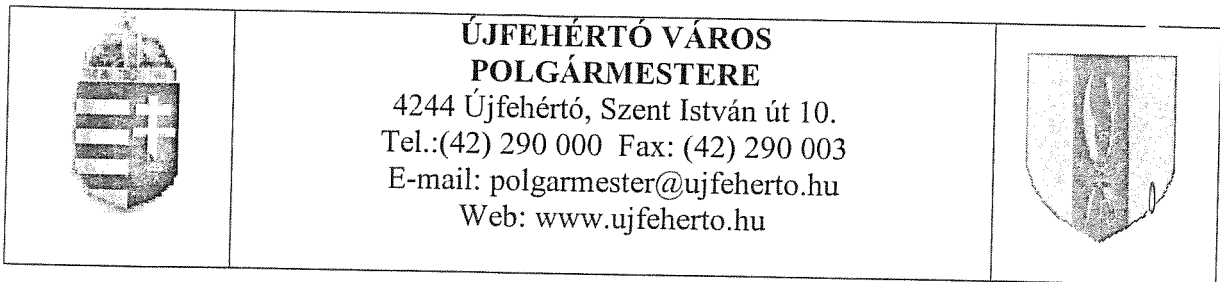 ÚJFEHÉRTÓ VÁROS
POLGÁRMESTERE
4244 Újfehértó, Szent István út 10.
Tel.:(42) 290 000 Fax: (42) 290 003
E-mail: polgarmester@ujfeherto.hu
Web: www.ujfeherto.hu